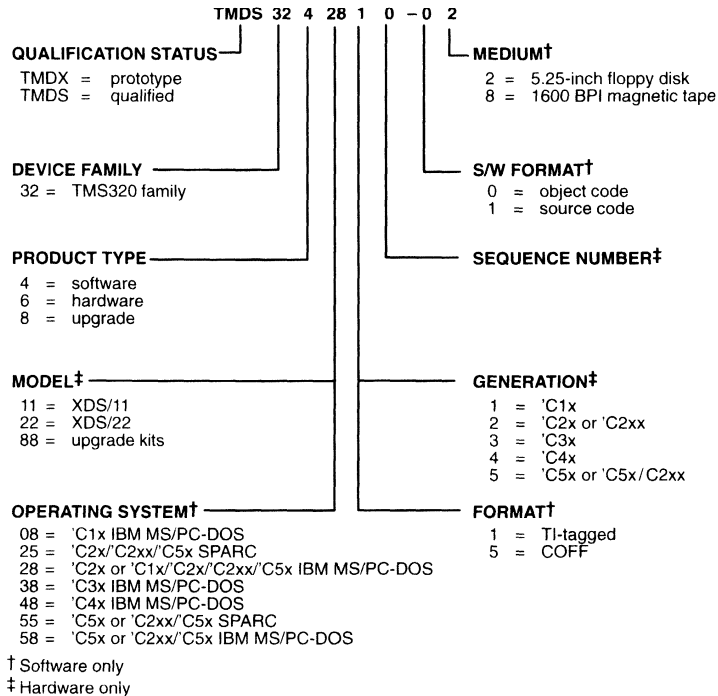 TMDS 32 4 28 1 0 - 0 2
QUALIFICATION STATUS
TMDX = prototype
TMDS = qualified
MEDIUM†
2 = 5.25-inch floppy disk
8 = 1600 BPI magnetic tape
DEVICE FAMILY
32 = TMS320 family
S/W FORMAT†
0 = object code
1 = source code
PRODUCT TYPE
4 = software
6 = hardware
8 = upgrade
SEQUENCE NUMBER‡
MODEL‡
11 = XDS/11
22 = XDS/22
88 = upgrade kits
GENERATION‡
1 = 'C1x
2 = 'C2x or 'C2xx
3 = 'C3x
4 = 'C4x
5 = 'C5x or 'C5x/C2xx
OPERATING SYSTEM†
08 = 'C1x IBM MS/PC-DOS
25 = 'C2x/'C2xx/'C5x SPARC
28 = 'C2x or 'C1x/'C2x/'C2xx/'C5x IBM MS/PC-DOS
38 = 'C3x IBM MS/PC-DOS
48 = 'C4x IBM MS/PC-DOS
55 = 'C5x or 'C2xx/'C5x SPARC
58 = 'C5x or 'C2xx/'C5x IBM MS/PC-DOS
FORMAT†
1 = TI-tagged
5 = COFF
† Software only
‡ Hardware only